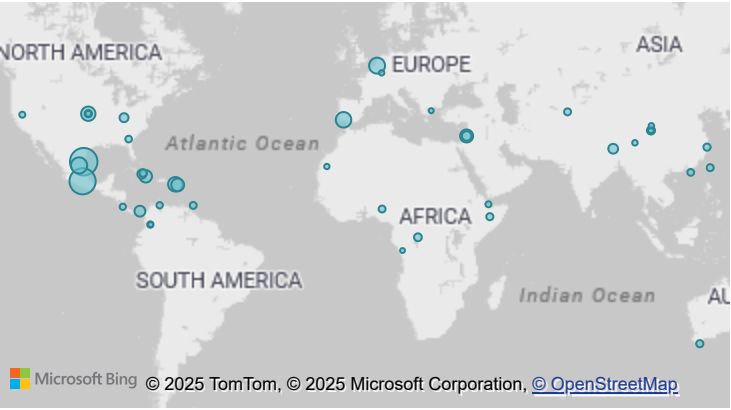 NORTH AMERICA
EUROPE
ASIA
Atlantic Ocean
AFRICA
SOUTH AMERICA
Indian Ocean
AU
Microsoft Bing
© 2025 TomTom, © 2025 Microsoft Corporation, © OpenStreetMap